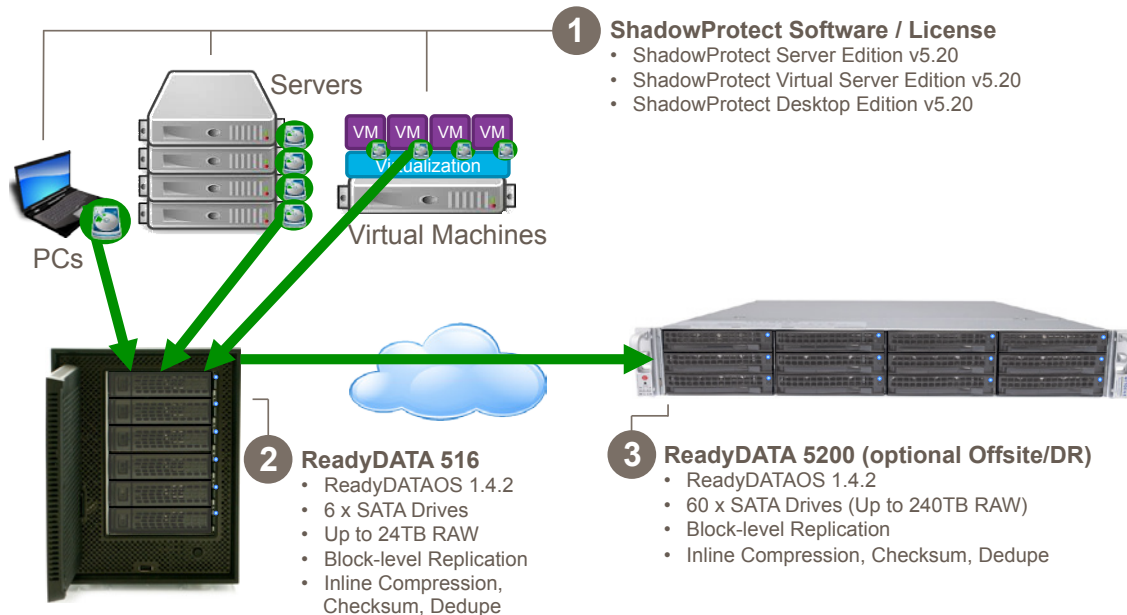 1
ShadowProtect Software / License
• ShadowProtect Server Edition v5.20
• ShadowProtect Virtual Server Edition v5.20
• ShadowProtect Desktop Edition v5.20
Servers
VM VM VM VM
Virtualization
Virtual Machines
PCs
2
ReadyDATA 516
• ReadyDATAOS 1.4.2
• 6 x SATA Drives
• Up to 24TB RAW
• Block-level Replication
• Inline Compression,
Checksum, Dedupe
3
ReadyDATA 5200 (optional Offsite/DR)
• ReadyDATAOS 1.4.2
• 60 x SATA Drives (Up to 240TB RAW)
• Block-level Replication
• Inline Compression, Checksum, Dedupe